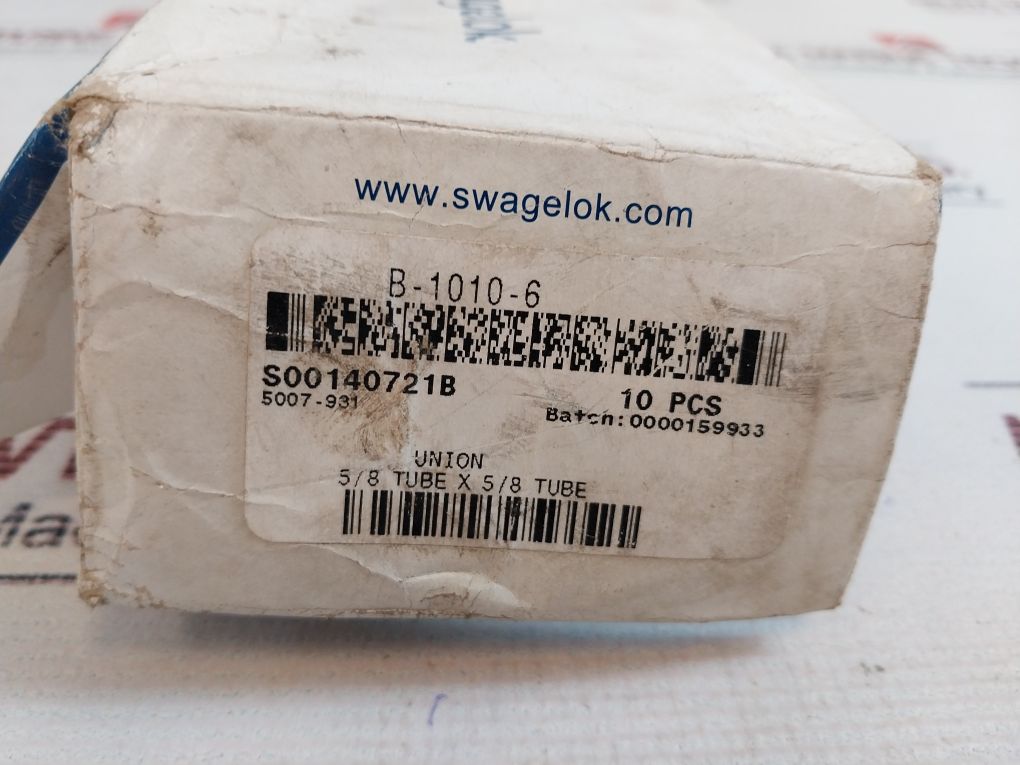 www.swagelok.com
B-1010-6
S00140721B
10 PCS
5007-931
Batch:0000159933
UNION
5/8 TUBE X 5/8 TUBE